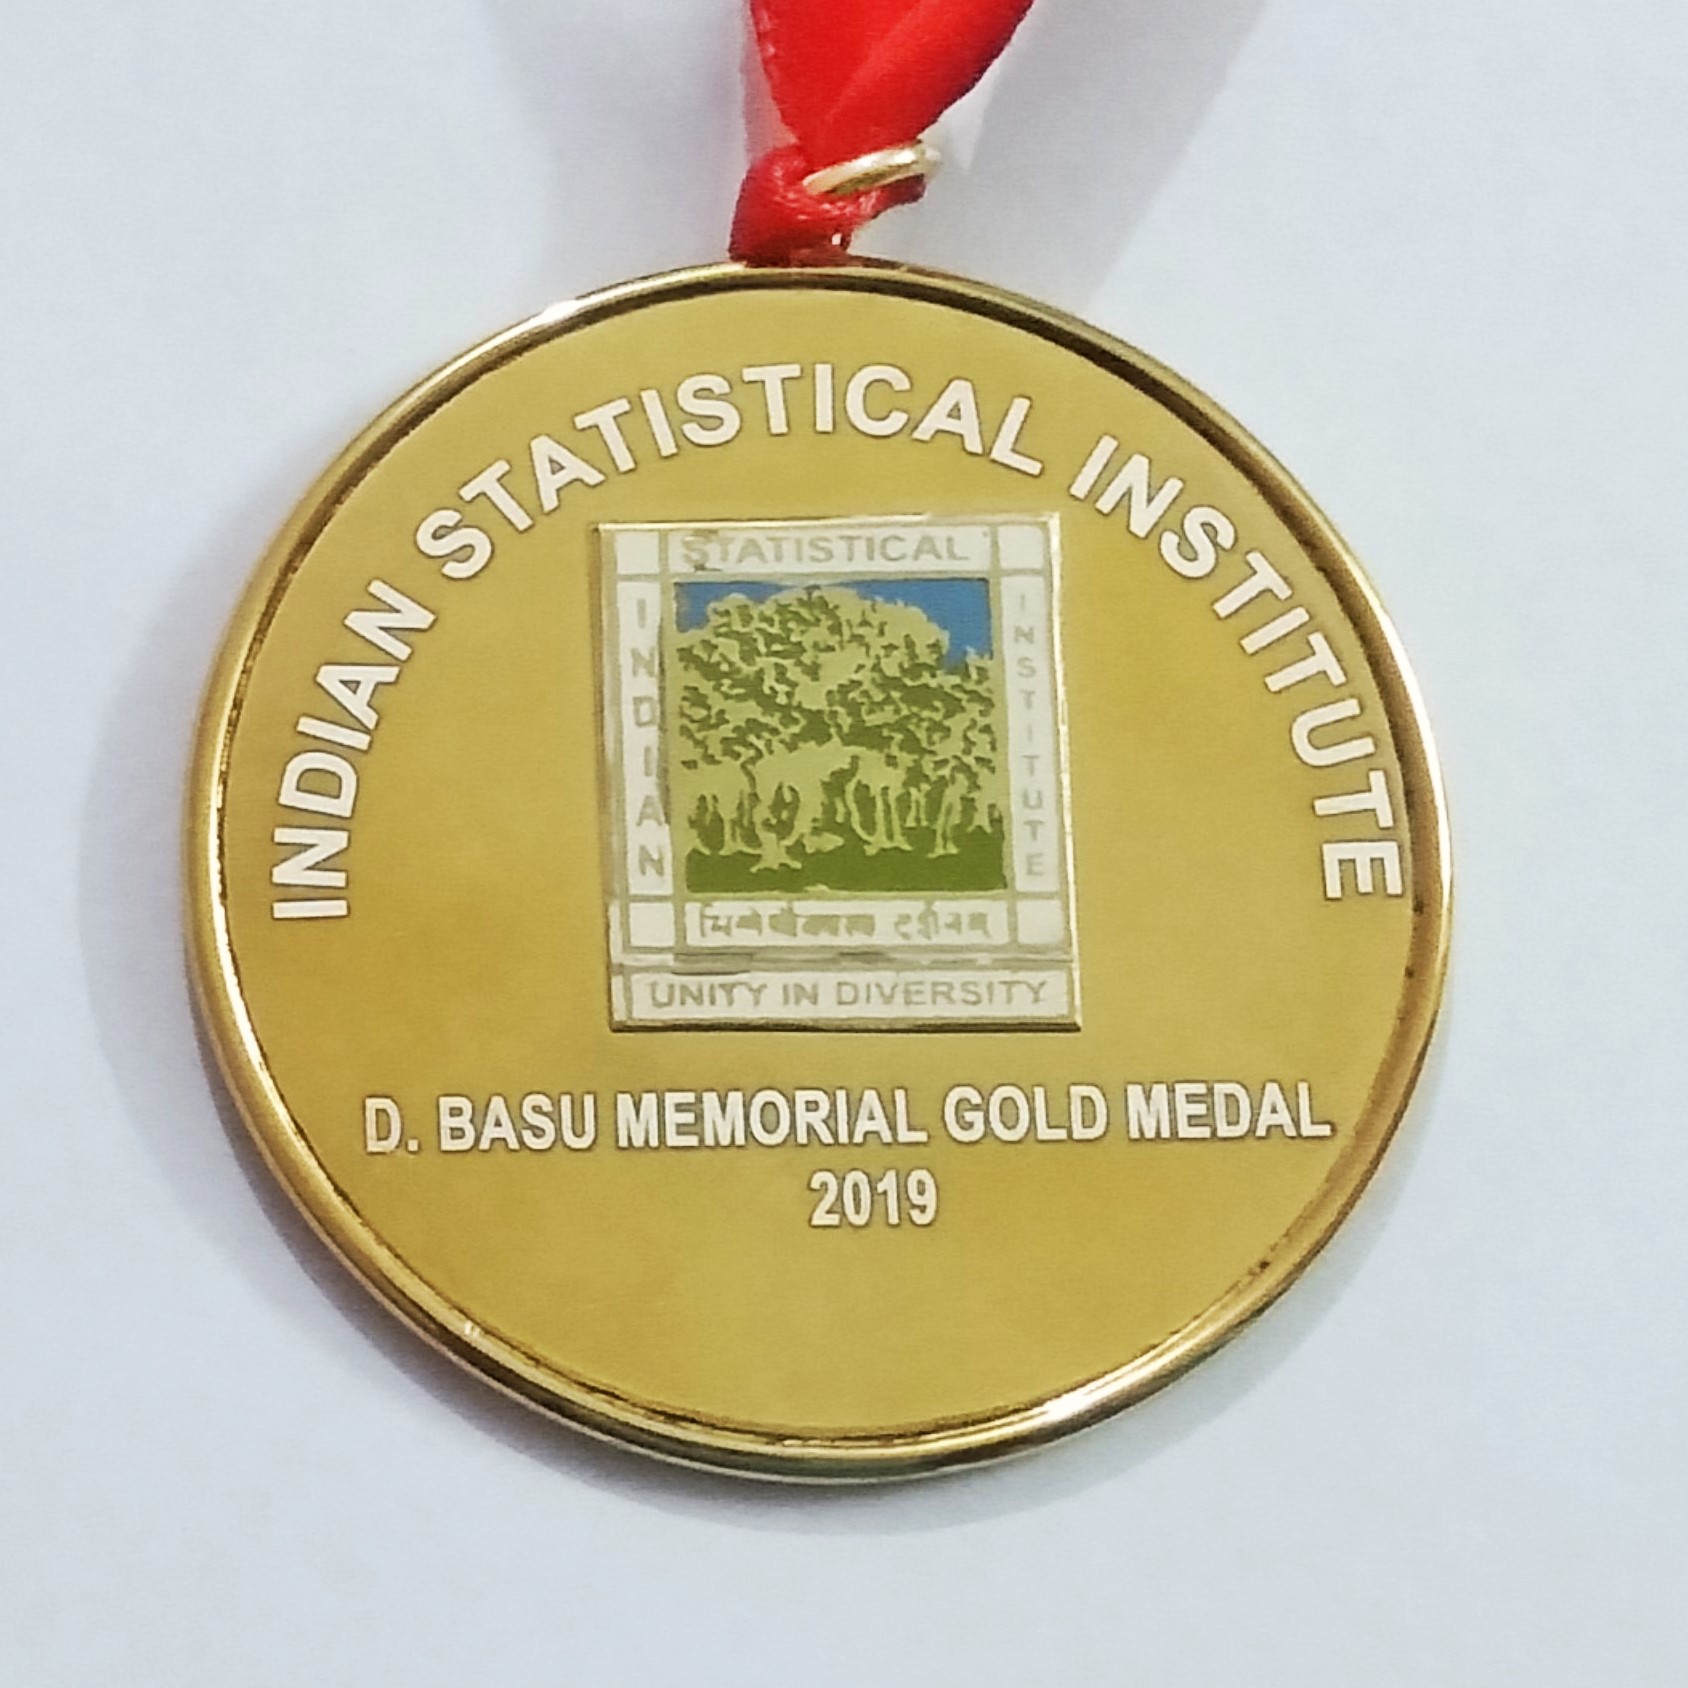 INDIAN STATISTICAL INSTITUTE
STATISTICAL
INDIAN
INSTITUTE
UNITY IN DIVERSITY
D. BASU MEMORIAL GOLD MEDAL
2019